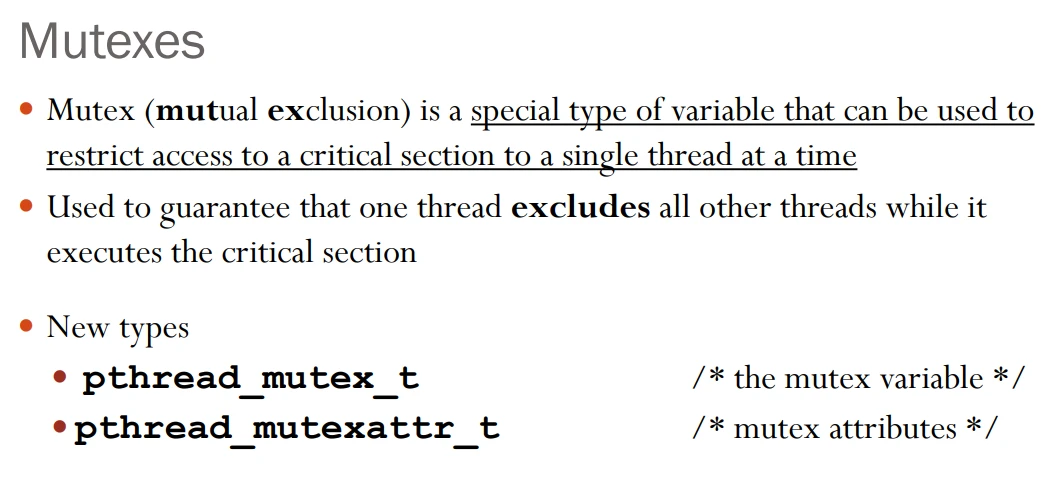 Mutexes
• Mutex (mutual exclusion) is a special type of variable that can be used to
restrict access to a critical section to a single thread at a time
• Used to guarantee that one thread excludes all other threads while it
executes the critical section
• New types
• pthread_mutex_t /* the mutex variable */
• pthread_mutexattr_t /* mutex attributes */